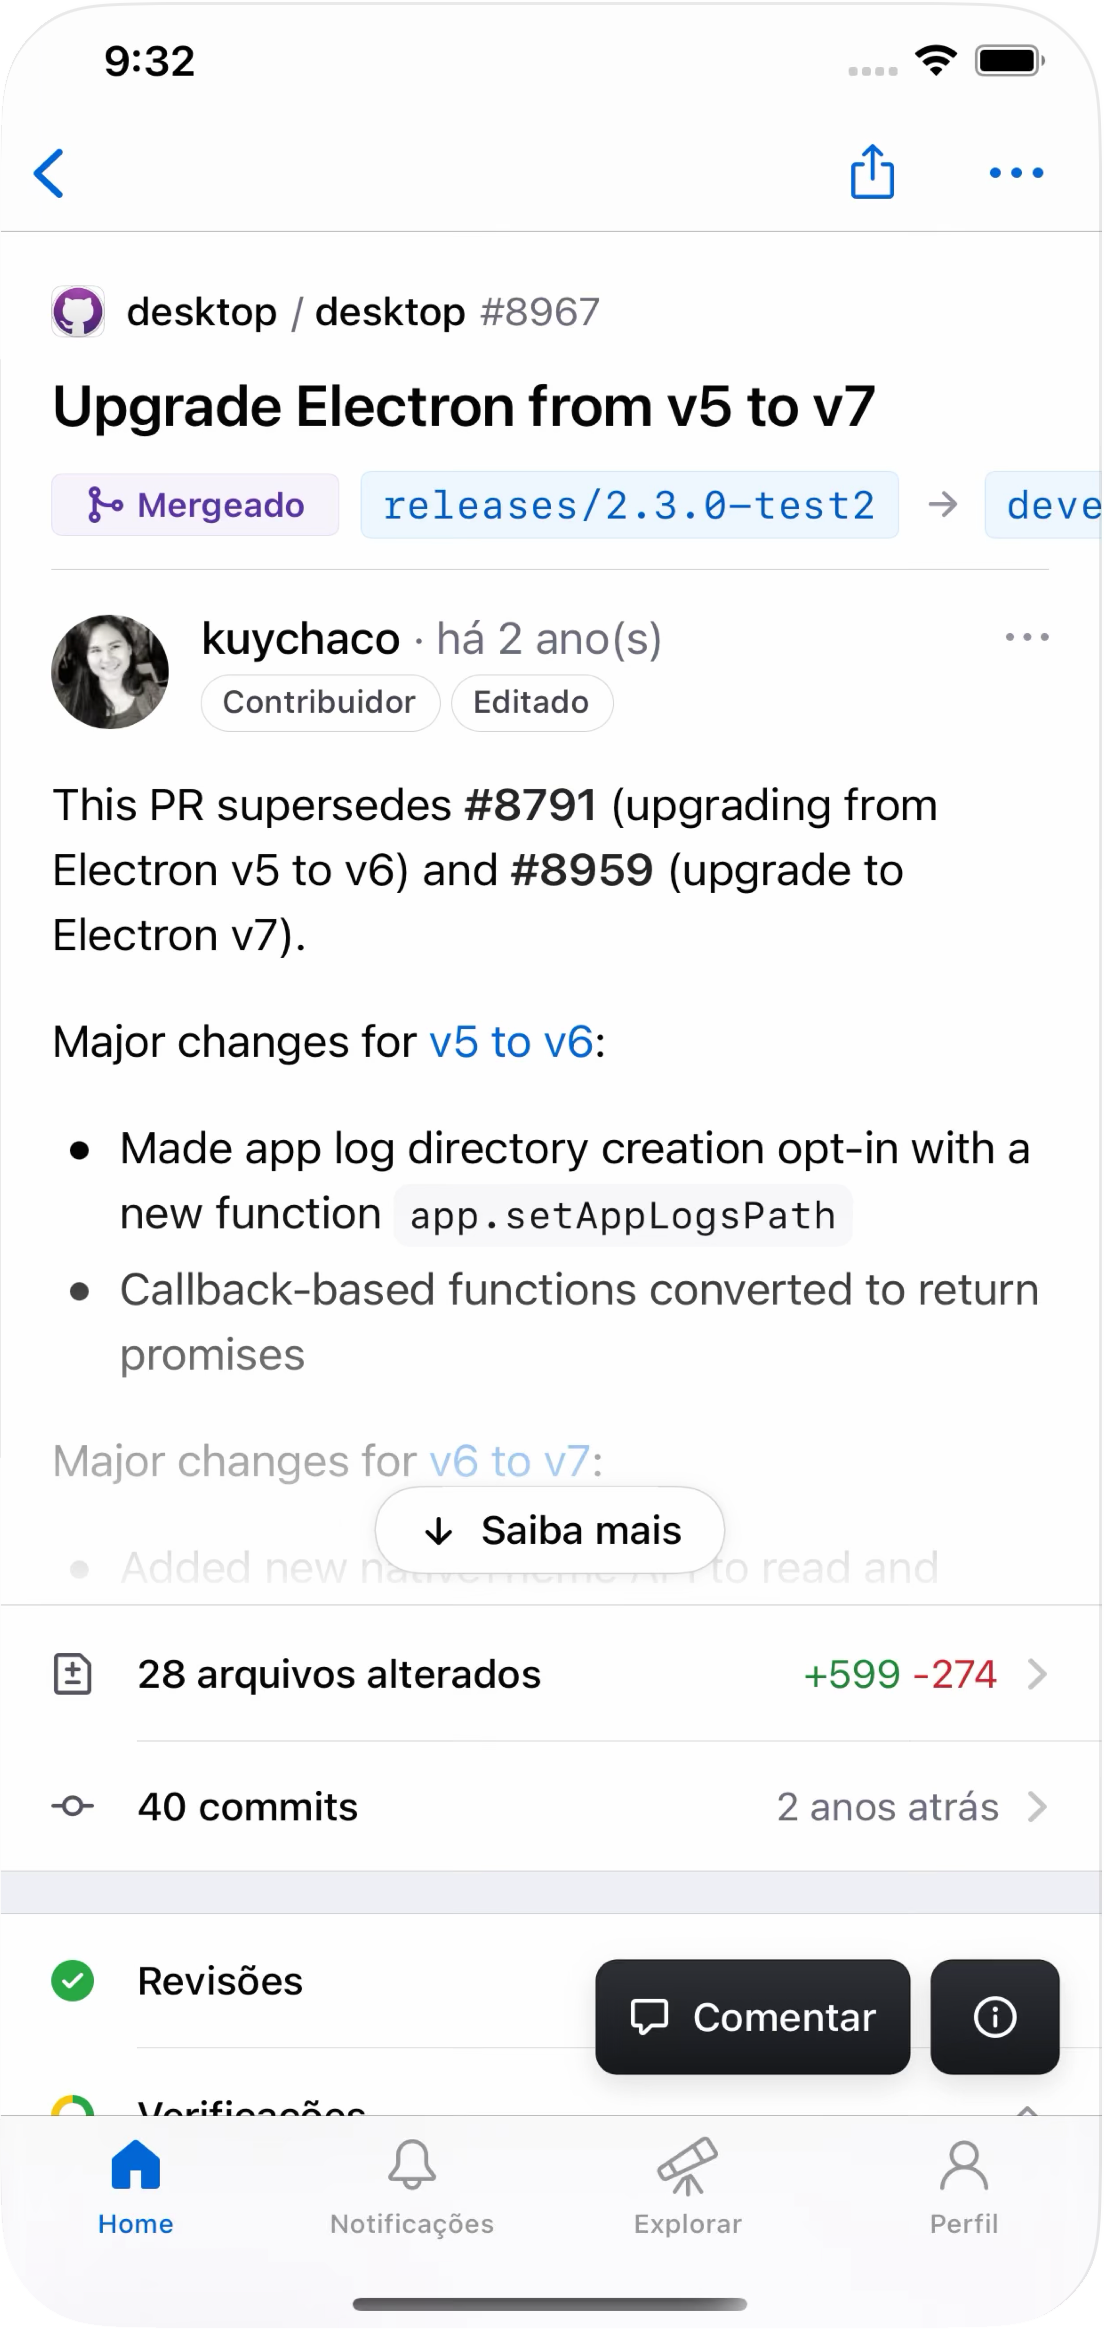 9:32
desktop / desktop #8967
Upgrade Electron from v5 to v7
Mergeado releases/2.3.0-test2 → deve
kuychaco · há 2 ano(s)
Contribuidor Editado
This PR supersedes #8791 (upgrading from
Electron v5 to v6) and #8959 (upgrade to
Electron v7).
Major changes for v5 to v6:
• Made app log directory creation opt-in with a
new function app.setAppLogsPath
• Callback-based functions converted to return
promises
Major changes for v6 to v7:
Saiba mais
• Added new nativeTheme API to read and
28 arquivos alterados +599 -274
40 commits 2 anos atrás
Revisões
Comentar
Verificações
Home Notificações Explorar Perfil